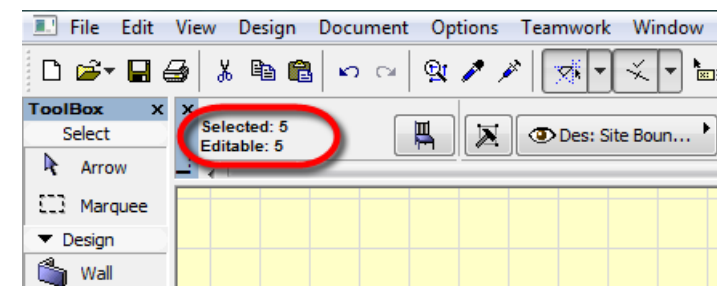 File Edit View Design Document Options Teamwork Window
ToolBox x x
Select
Selected: 5
Editable: 5
Des: Site Boun...
Arrow
Marquee
Design
Wall